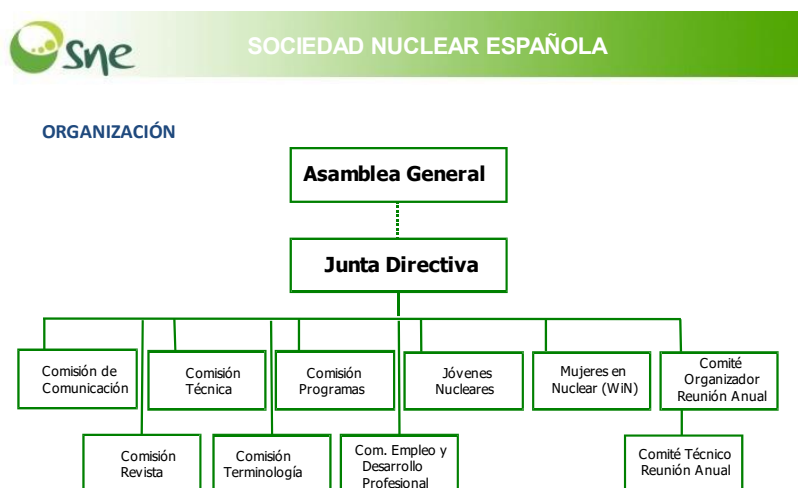 sne
SOCIEDAD NUCLEAR ESPAÑOLA
ORGANIZACIÓN
Asamblea General
Junta Directiva
Comisión de
Comunicación
Comisión
Técnica
Comisión
Programas
Jóvenes
Nucleares
Mujeres en
Nuclear (WiN)
Comité
Organizador
Reunión Anual
Comisión
Revista
Comisión
Terminología
Com. Empleo y
Desarrollo
Profesional
Comité Técnico
Reunión Anual